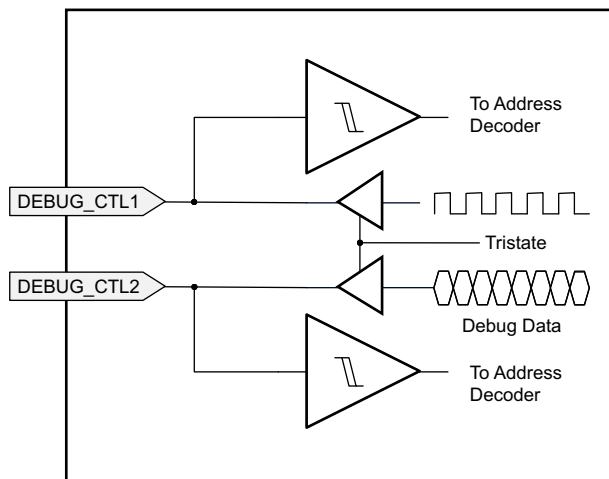 To Address
Decoder
DEBUG_CTL1
Tristate
DEBUG_CTL2
Debug Data
To Address
Decoder